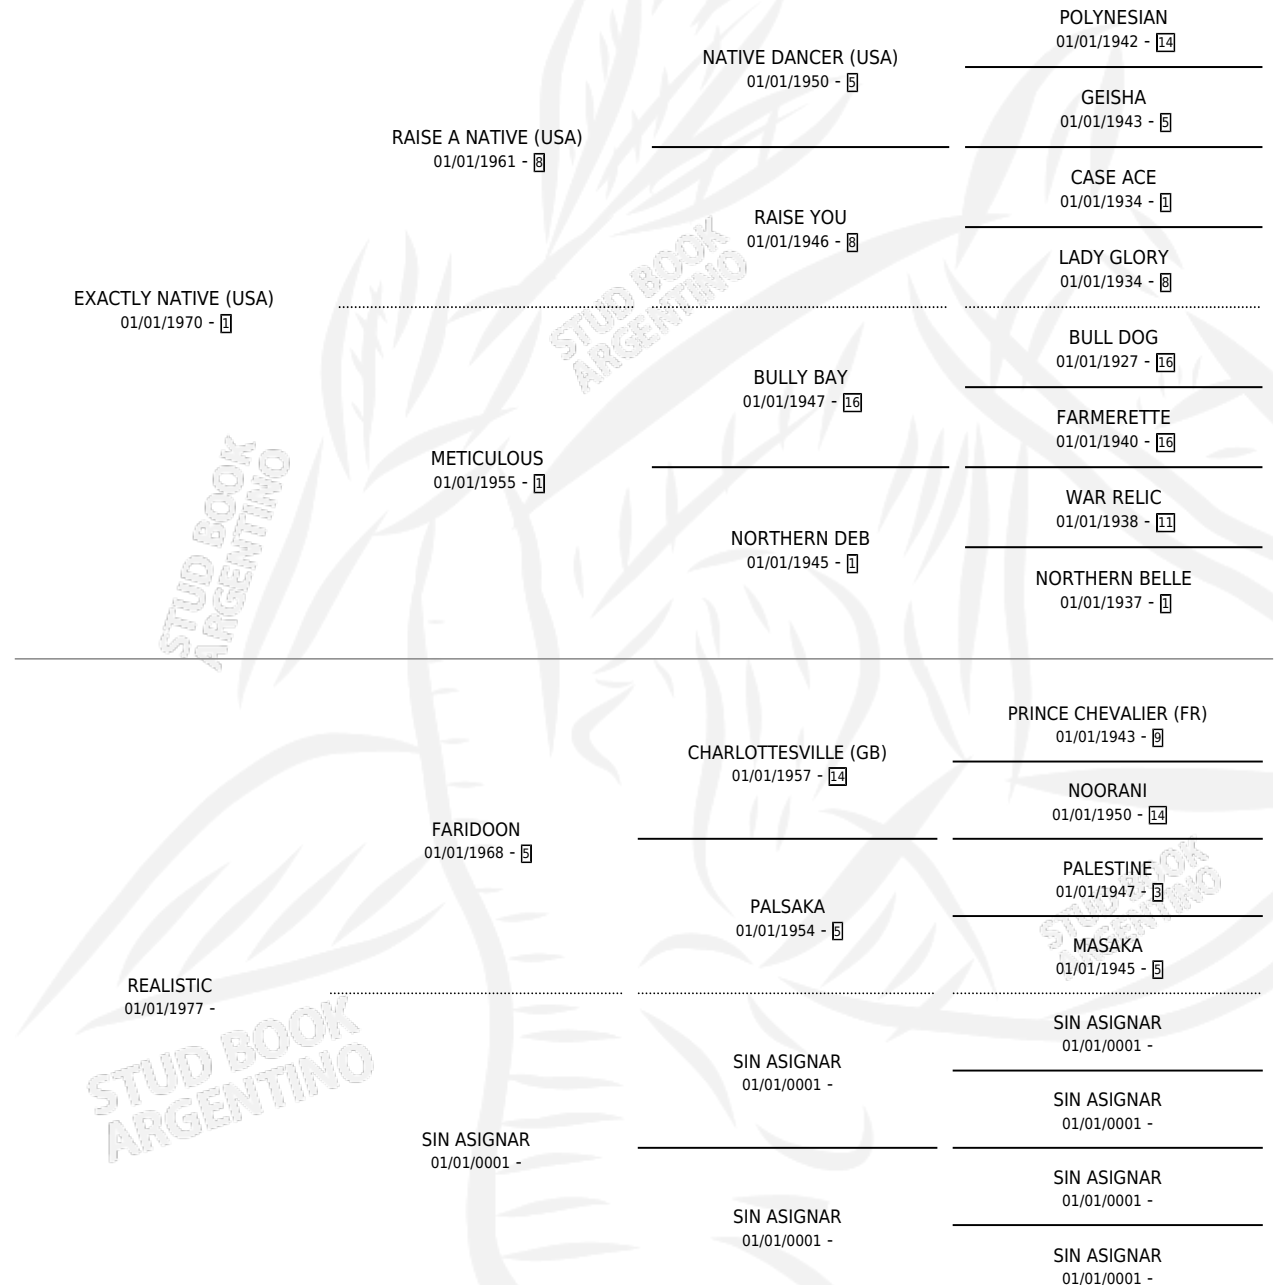 POLYNESIAN
01/01/1942 - 14
NATIVE DANCER (USA)
01/01/1950 - 5
GEISHA
01/01/1943 - 5
RAISE A NATIVE (USA)
01/01/1961 - 8
CASE ACE
01/01/1934 - 1
RAISE YOU
01/01/1946 - 8
LADY GLORY
01/01/1934 - 8
EXACTLY NATIVE (USA)
01/01/1970 - 1
BULL DOG
01/01/1927 - 16
BULLY BAY
01/01/1947 - 16
FARMERETTE
01/01/1940 - 16
METICULOUS
01/01/1955 - 1
WAR RELIC
01/01/1938 - 11
NORTHERN DEB
01/01/1945 - 1
NORTHERN BELLE
01/01/1937 - 1
STUD BOOK
ARGENTINO
STUD BOOK
ARGENTINO
PRINCE CHEVALIER (FR)
01/01/1943 - 9
CHARLOTTESVILLE (GB)
01/01/1957 - 14
NOORANI
01/01/1950 - 14
FARIDOON
01/01/1968 - 5
PALESTINE
01/01/1947 - 3
PALSAKA
01/01/1954 - 5
MASAKA
01/01/1945 - 5
REALISTIC
01/01/1977 -
SIN ASIGNAR
01/01/0001 -
SIN ASIGNAR
01/01/0001 -
SIN ASIGNAR
01/01/0001 -
SIN ASIGNAR
01/01/0001 -
SIN ASIGNAR
01/01/0001 -
SIN ASIGNAR
01/01/0001 -
SIN ASIGNAR
01/01/0001 -
STUD BOOK
ARGENTINO
STUD BOOK
ARGENTINO